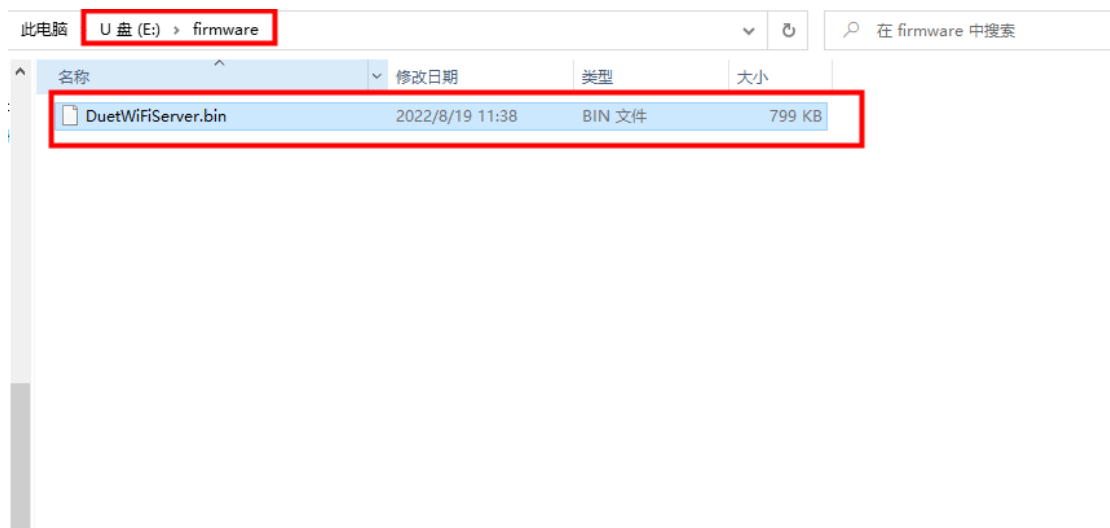 此电脑 U 盘 (E:) › firmware 在 firmware 中搜索
名称 修改日期 类型 大小
DuetWiFiServer.bin 2022/8/19 11:38 BIN 文件 799 KB